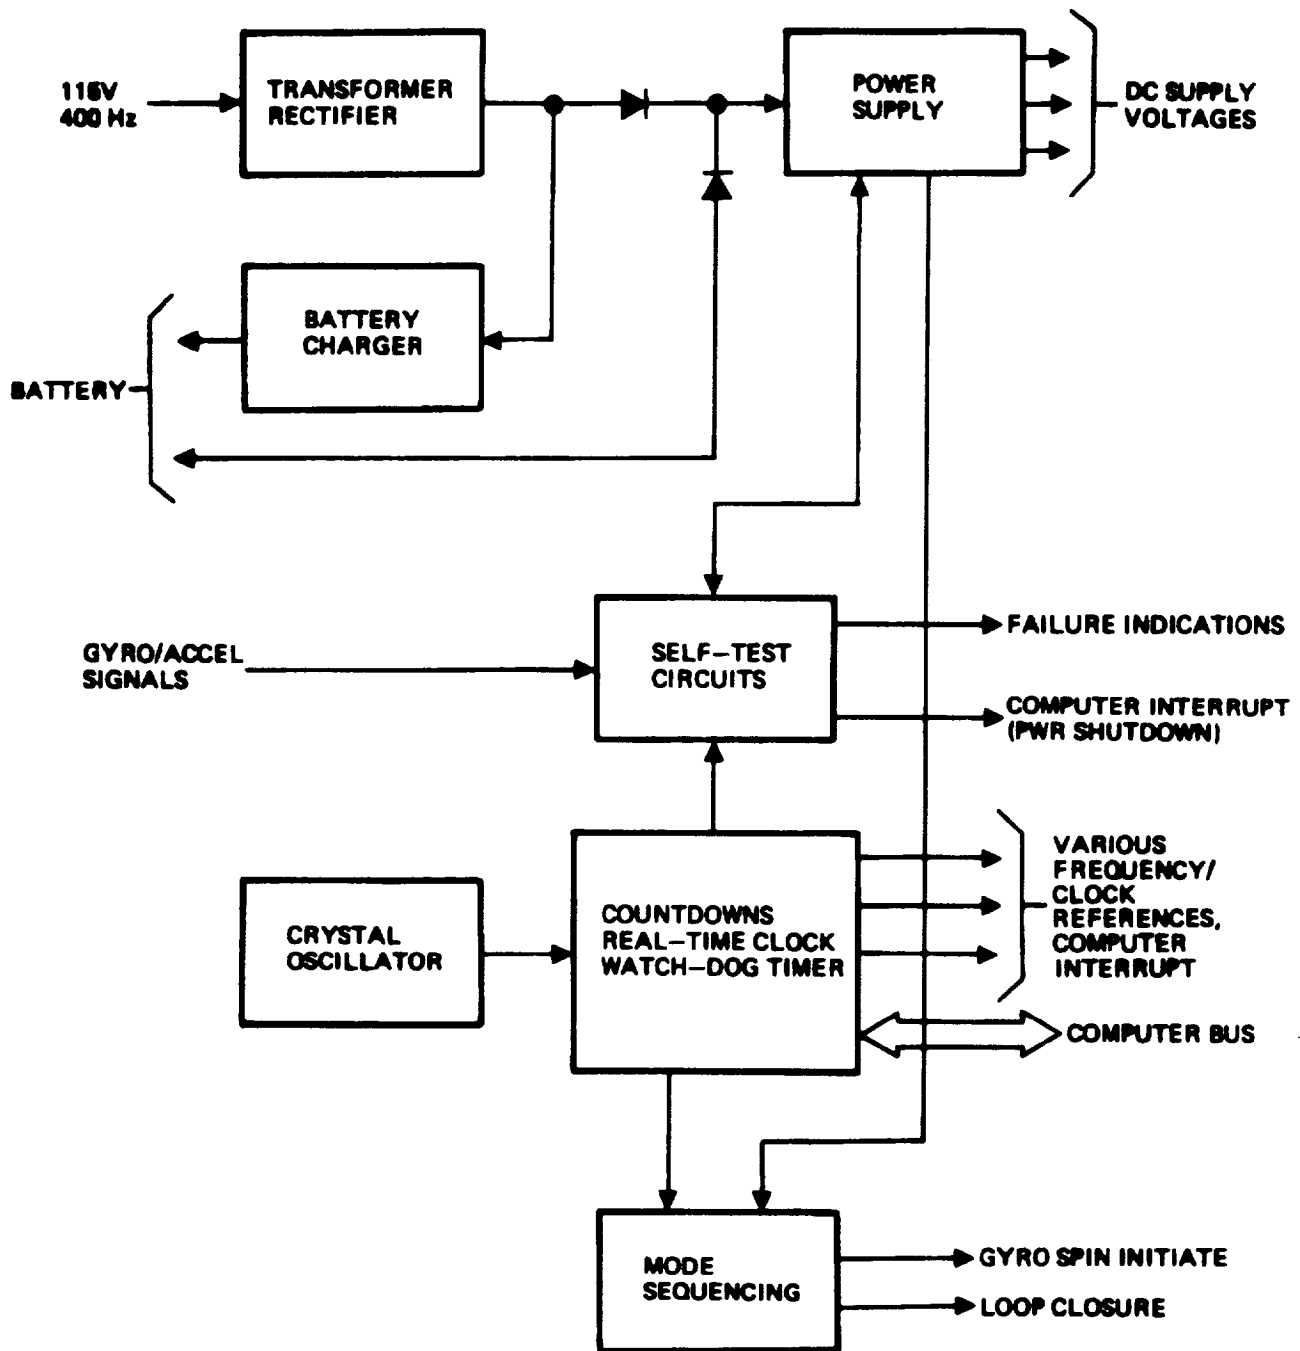 115V
400 Hz
TRANSFORMER
RECTIFIER
POWER
SUPPLY
DC SUPPLY
VOLTAGES
BATTERY
CHARGER
BATTERY
GYRO/ACCEL
SIGNALS
SELF-TEST
CIRCUITS
FAILURE INDICATIONS
COMPUTER INTERRUPT
(PWR SHUTDOWN)
CRYSTAL
OSCILLATOR
COUNTDOWNS
REAL-TIME CLOCK
WATCH-DOG TIMER
VARIOUS
FREQUENCY/
CLOCK
REFERENCES,
COMPUTER
INTERRUPT
COMPUTER BUS
MODE
SEQUENCING
GYRO SPIN INITIATE
LOOP CLOSURE